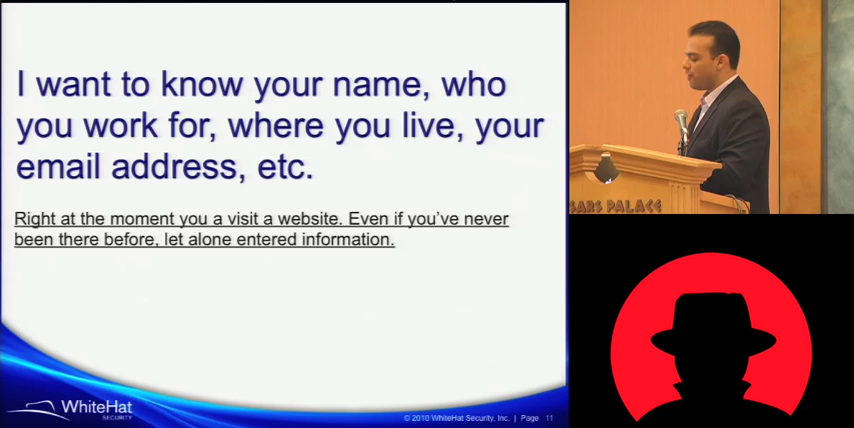 I want to know your name, who
you work for, where you live, your
email address, etc.
Right at the moment you a visit a website. Even if you've never
been there before, let alone entered information.
WhiteHat
SECURITY
© 2010 WhiteHat Security, Inc. | Page 11
SARS PALACE